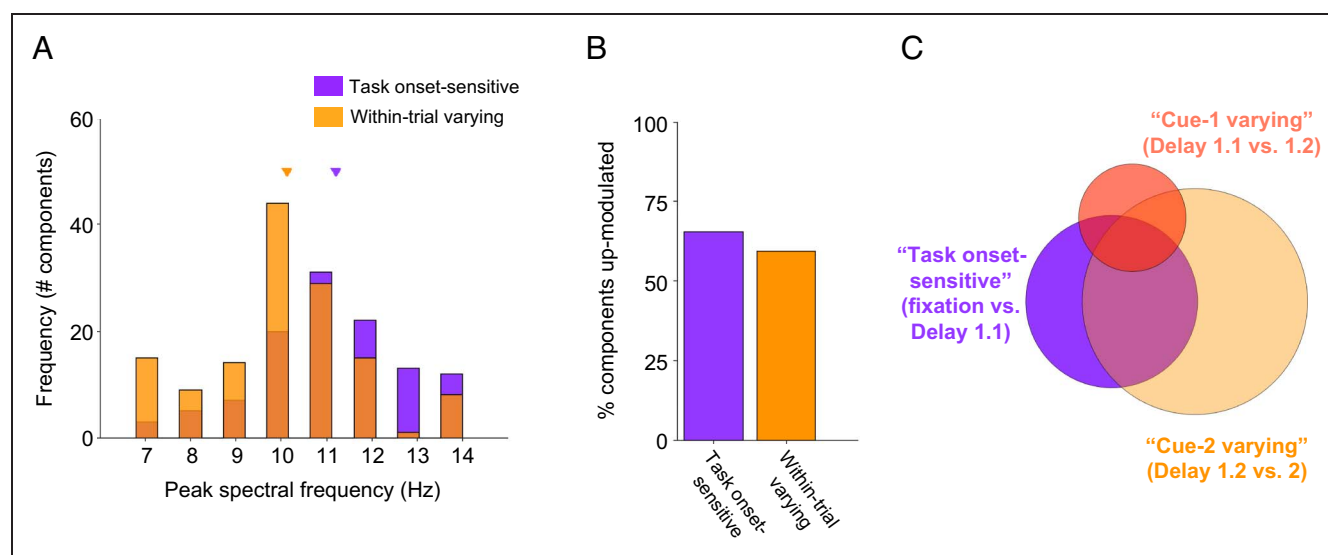 A
Task onset-sensitive
Within-trial varying
60
40
20
0
Frequency (# components)
7 8 9 10 11 12 13 14
Peak spectral frequency (Hz)
B
100
75
50
25
0
% components up-modulated
Task onset-
sensitive
Within-trial
varying
C
“Cue-1 varying”
(Delay 1.1 vs. 1.2)
“Task onset-
sensitive”
(fixation vs.
Delay 1.1)
“Cue-2 varying”
(Delay 1.2 vs. 2)